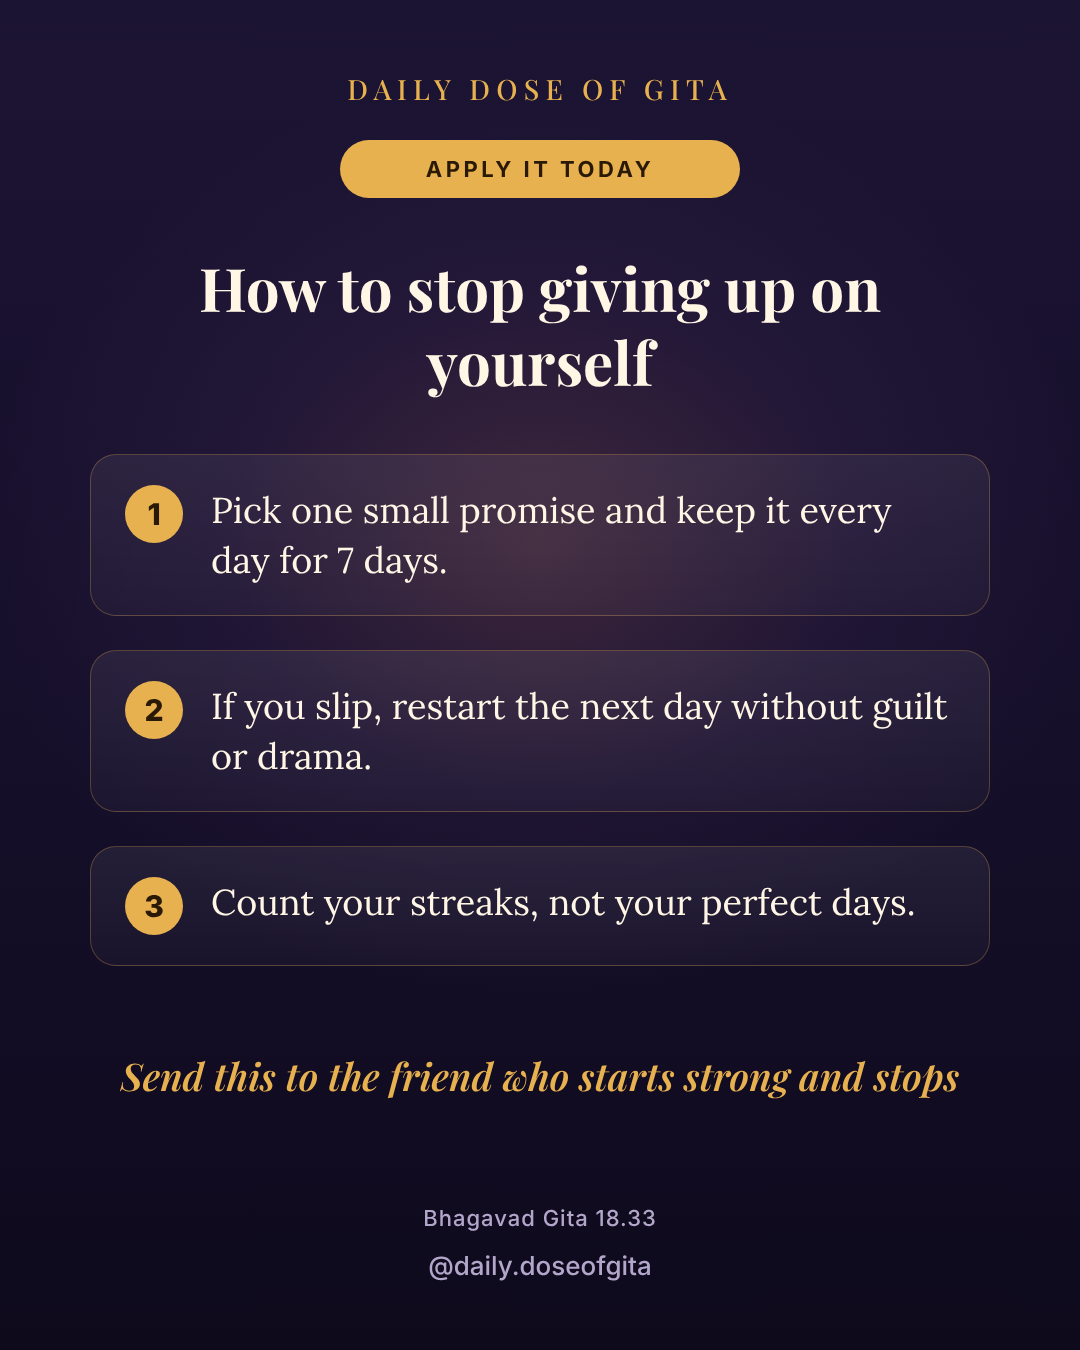 DAILY DOSE OF GITA
APPLY IT TODAY
How to stop giving up on
yourself
1 Pick one small promise and keep it every
day for 7 days.
2 If you slip, restart the next day without guilt
or drama.
3 Count your streaks, not your perfect days.
Send this to the friend who starts strong and stops
Bhagavad Gita 18.33
@daily.doseofgita